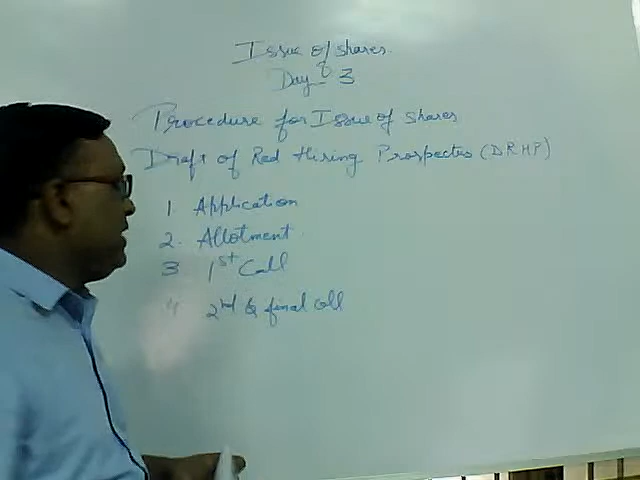 Issue of shares
Day - 3
Procedure for Issue of shares
Draft of Red Hiring Prospectus (DRHP)
1. Application
2. Allotment
3 1st Call
4 2nd & final call